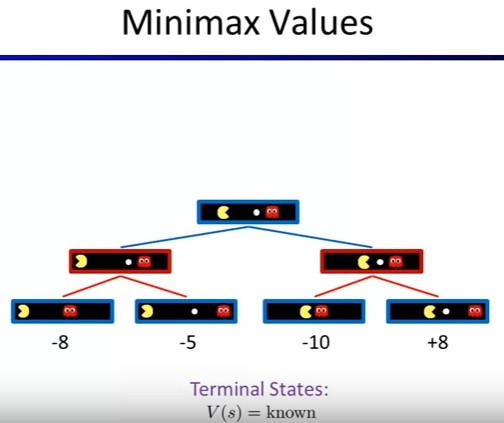 Minimax Values
-8 -5 -10 +8
Terminal States:
V(s) = known